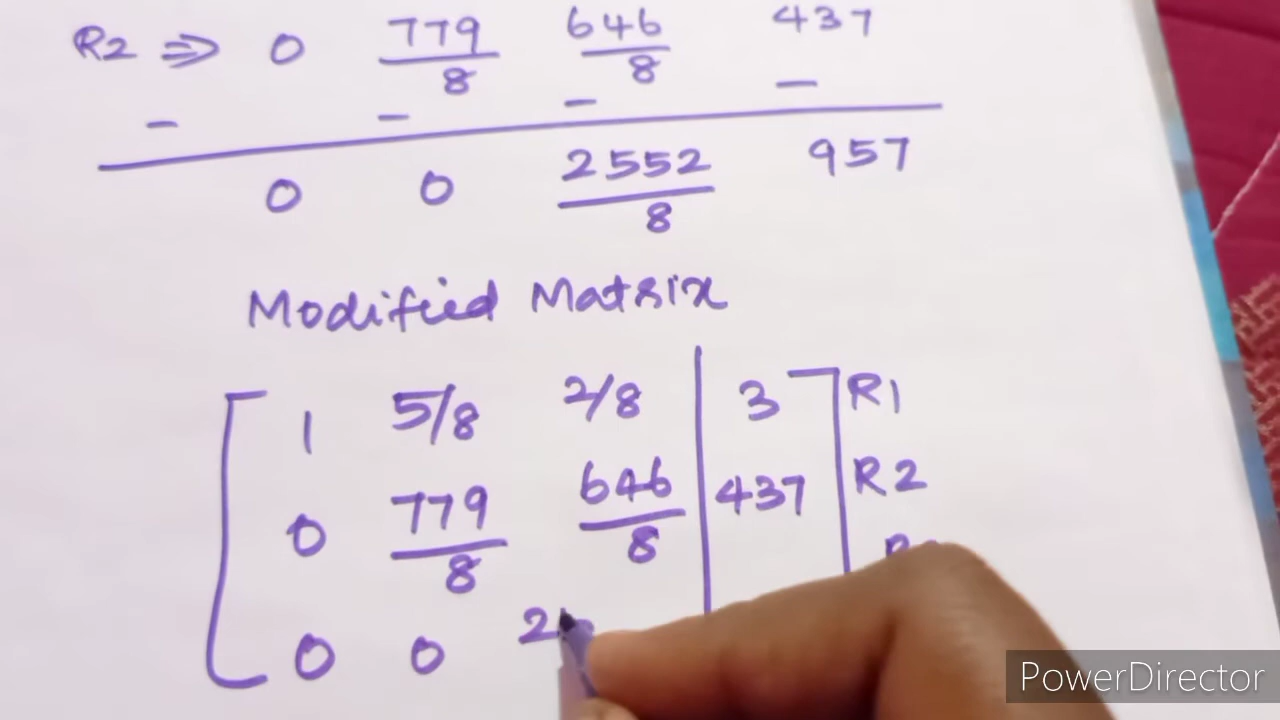 R2 ⇒ 0 779/8 646/8 437
- - - -
0 0 2552/8 957
Modified Matrix
1 5/8 2/8 3 R1
0 779/8 646/8 437 R2
0 0 2
PowerDirector